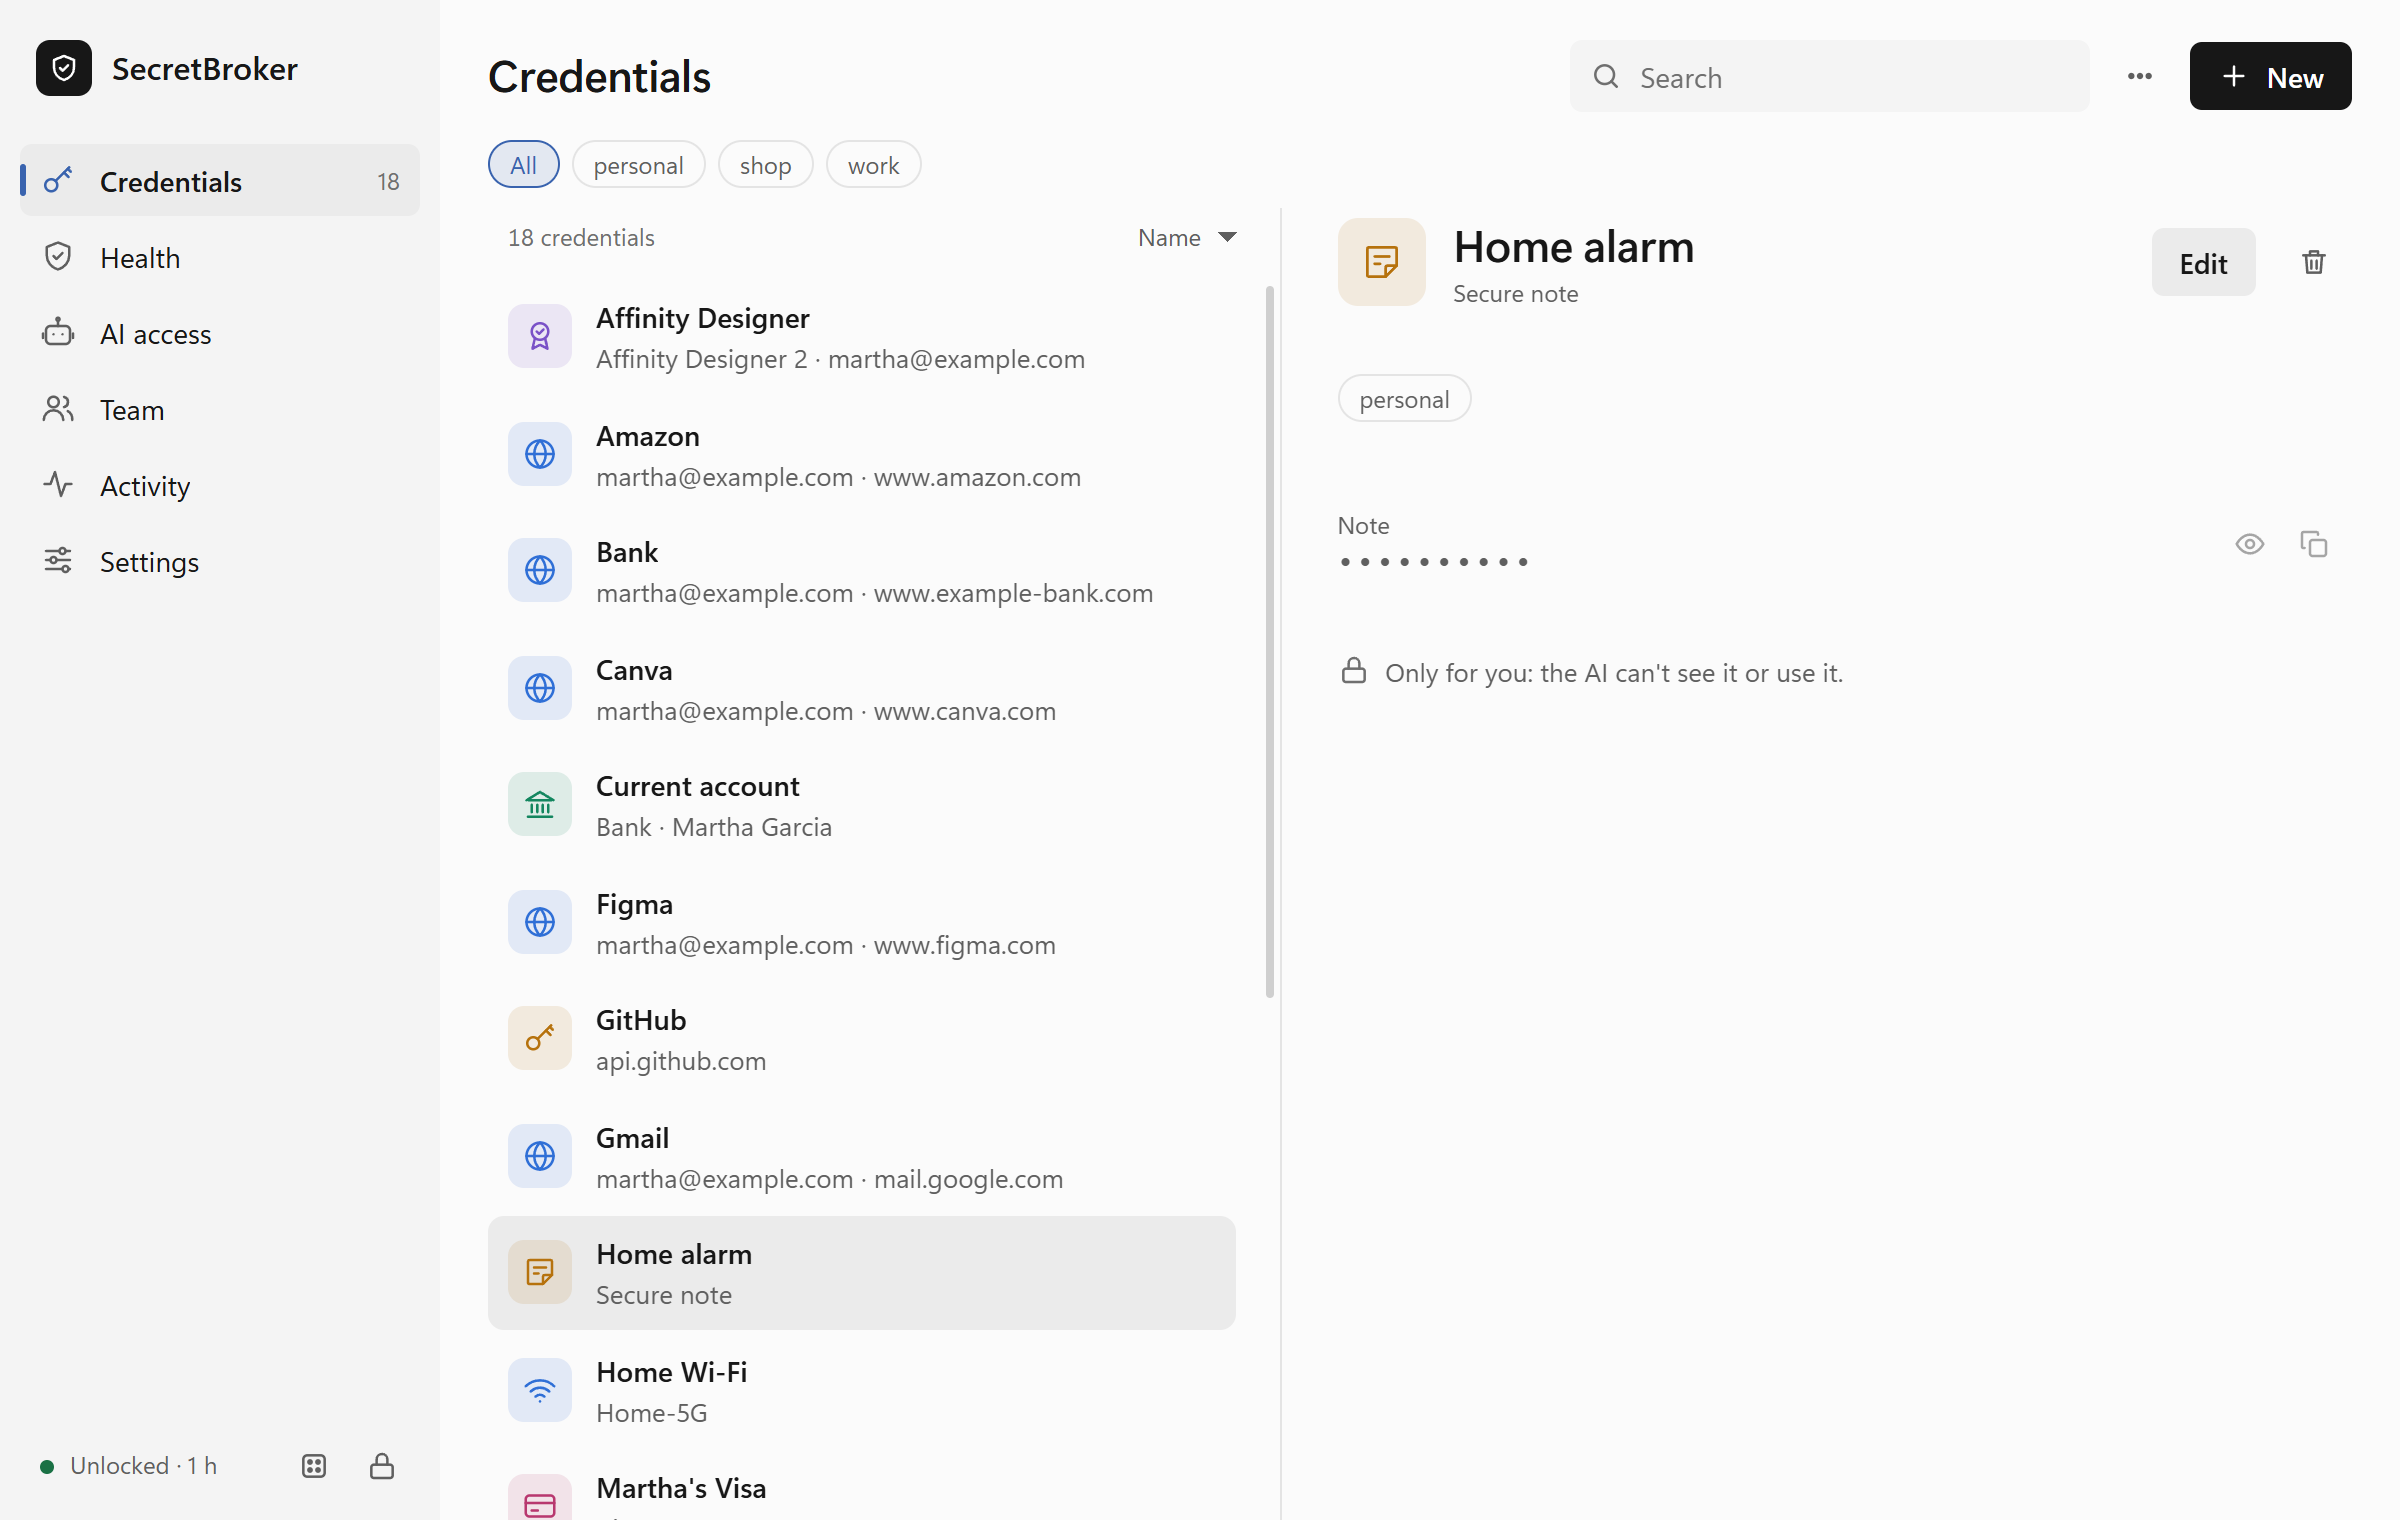 SecretBroker
Credentials 18
Health
AI access
Team
Activity
Settings
Unlocked · 1 h
Credentials
Search
New
All
personal
shop
work
18 credentials
Name
Affinity Designer
Affinity Designer 2 · martha@example.com
Amazon
martha@example.com · www.amazon.com
Bank
martha@example.com · www.example-bank.com
Canva
martha@example.com · www.canva.com
Current account
Bank · Martha Garcia
Figma
martha@example.com · www.figma.com
GitHub
api.github.com
Gmail
martha@example.com · mail.google.com
Home alarm
Secure note
Home Wi-Fi
Home-5G
Martha's Visa
Home alarm
Secure note
Edit
personal
Note
••••••••••
Only for you: the AI can't see it or use it.